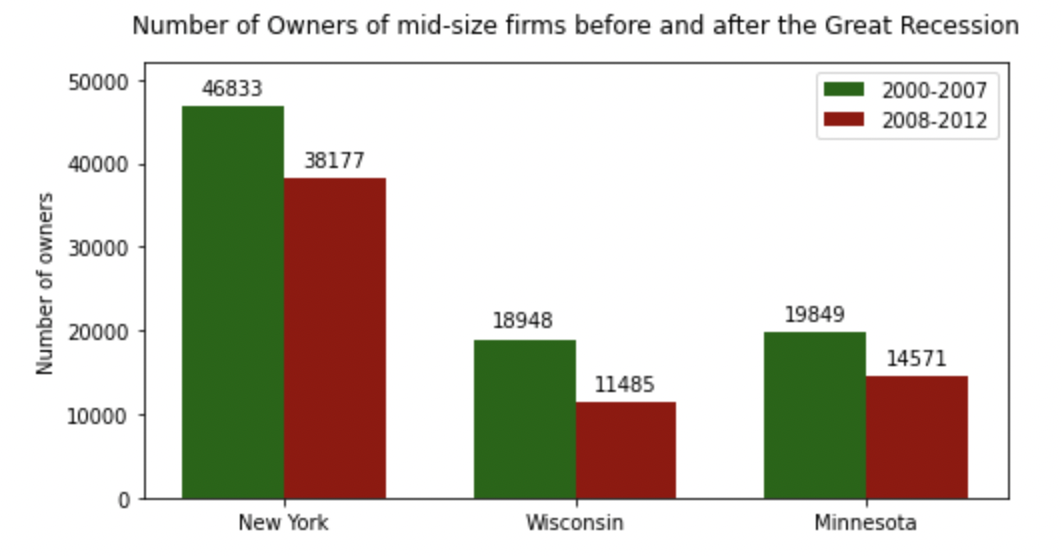 Number of Owners of mid-size firms before and after the Great Recession
Number of owners
50000
40000
30000
20000
10000
0
46833
38177
18948
11485
19849
14571
2000-2007
2008-2012
New York
Wisconsin
Minnesota